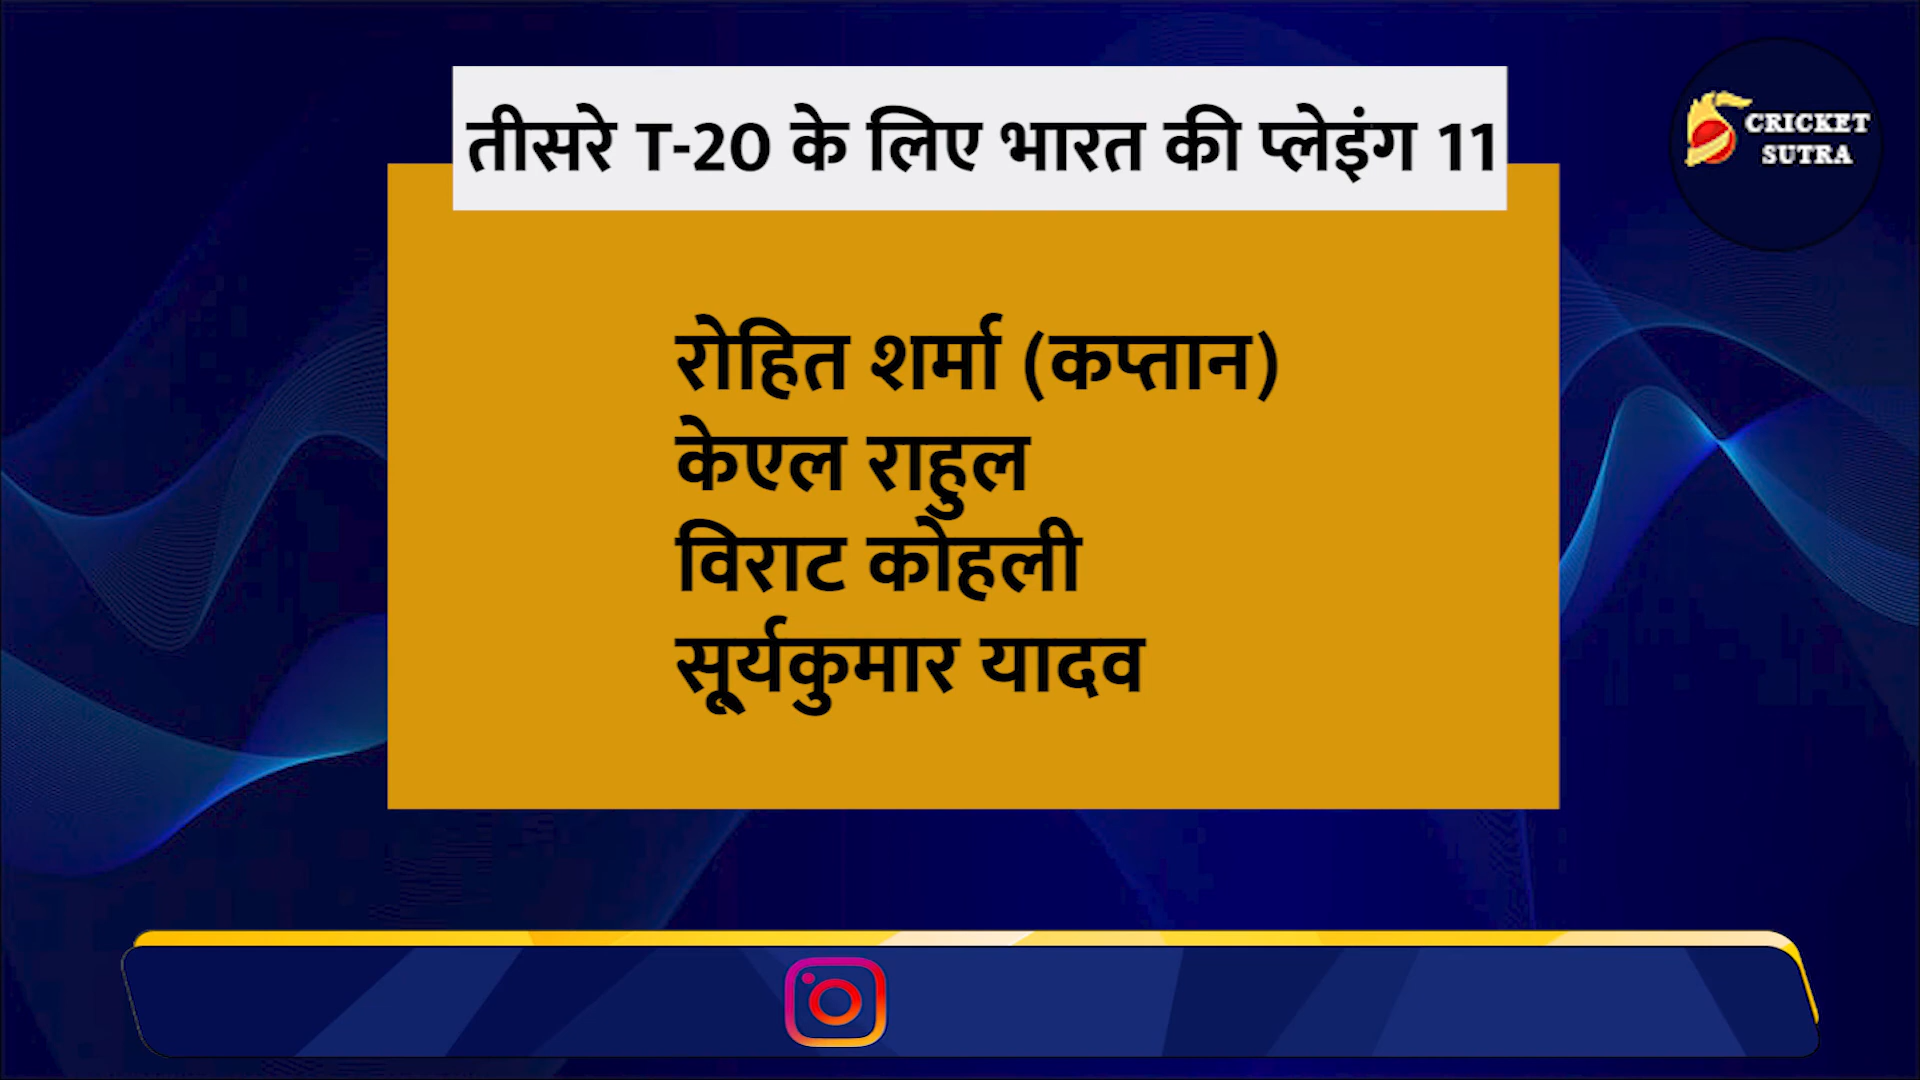 तीसरे T-20 के लिए भारत की प्लेइंग 11
CRICKET
SUTRA
रोहित शर्मा (कप्तान)
केएल राहुल
विराट कोहली
सूर्यकुमार यादव